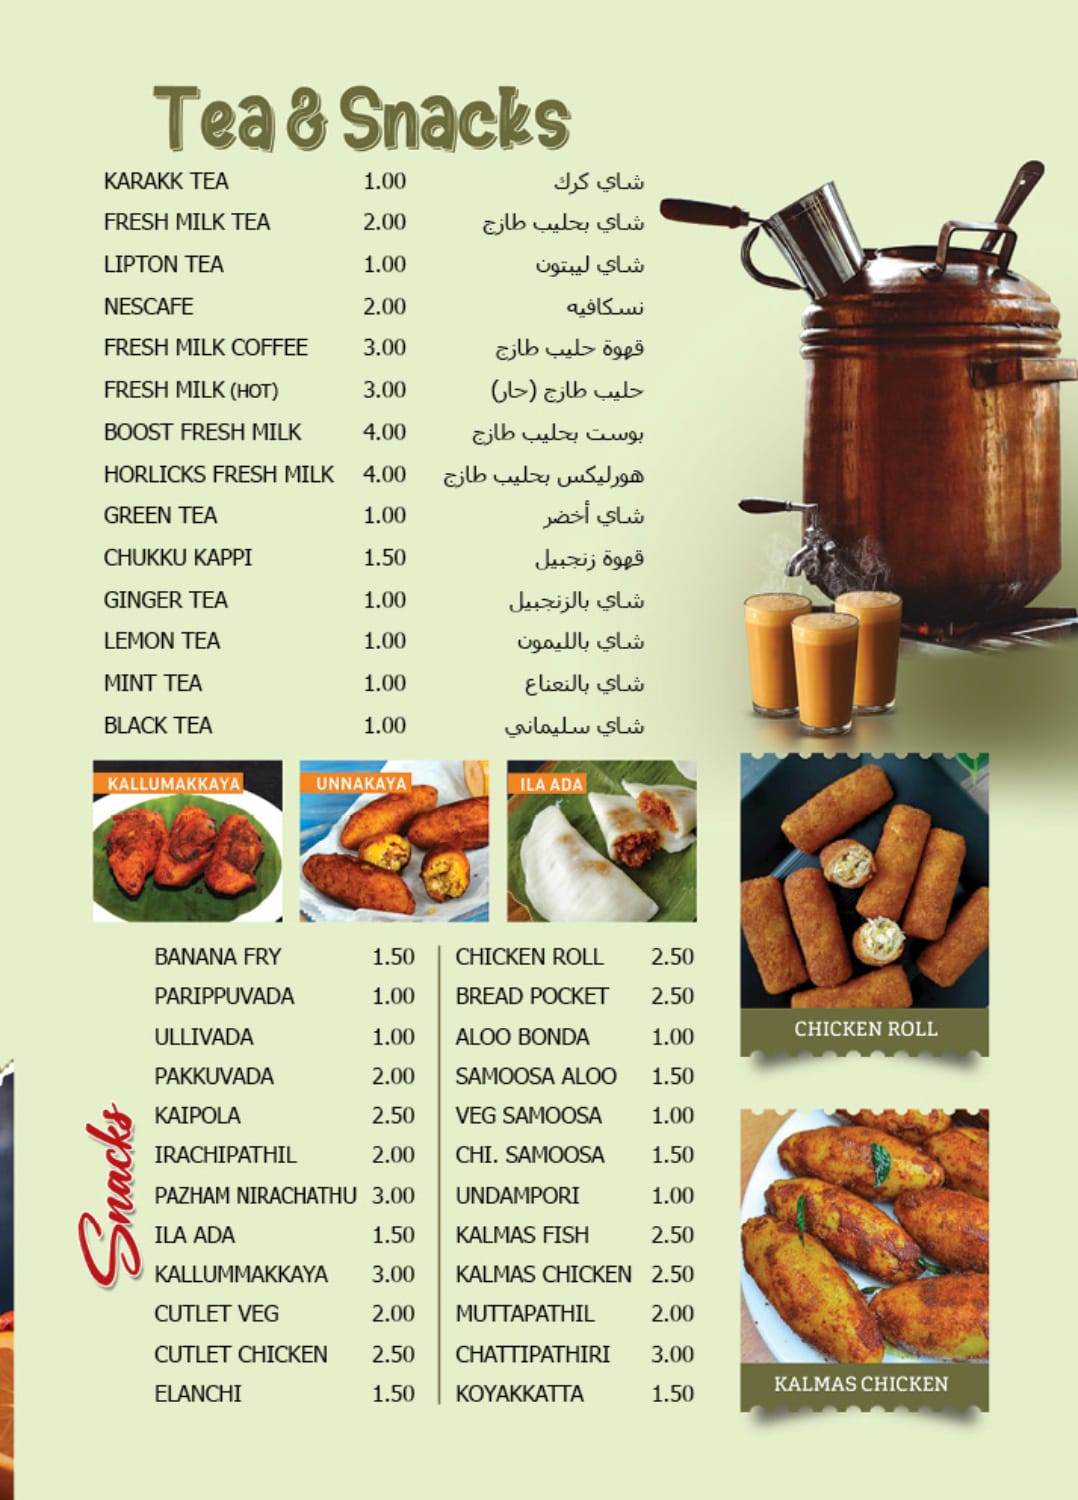 Tea & Snacks
KARAKK TEA 1.00 شاي كرك
FRESH MILK TEA 2.00 شاي بحليب طازج
LIPTON TEA 1.00 شاي ليبتون
NESCAFE 2.00 نسكافيه
FRESH MILK COFFEE 3.00 قهوة حليب طازج
FRESH MILK (HOT) 3.00 حليب طازج (حار)
BOOST FRESH MILK 4.00 بوست بحليب طازج
HORLICKS FRESH MILK 4.00 هورليكس بحليب طازج
GREEN TEA 1.00 شاي أخضر
CHUKKU KAPPI 1.50 قهوة زنجبيل
GINGER TEA 1.00 شاي بالزنجبيل
LEMON TEA 1.00 شاي بالليمون
MINT TEA 1.00 شاي بالنعناع
BLACK TEA 1.00 شاي سليماني
KALLUMAKKAYA
UNNAKAYA
ILA ADA
Snacks
BANANA FRY 1.50
PARIPPUVADA 1.00
ULLIVADA 1.00
PAKKUVADA 2.00
KAIPOLA 2.50
IRACHIPATHIL 2.00
PAZHAM NIRACHATHU 3.00
ILA ADA 1.50
KALLUMMAKKAYA 3.00
CUTLET VEG 2.00
CUTLET CHICKEN 2.50
ELANCHI 1.50
CHICKEN ROLL 2.50
BREAD POCKET 2.50
ALOO BONDA 1.00
SAMOOSA ALOO 1.50
VEG SAMOOSA 1.00
CHI. SAMOOSA 1.50
UNDAMPORI 1.00
KALMAS FISH 2.50
KALMAS CHICKEN 2.50
MUTTAPATHIL 2.00
CHATTIPATHIRI 3.00
KOYAKKATTA 1.50
CHICKEN ROLL
KALMAS CHICKEN